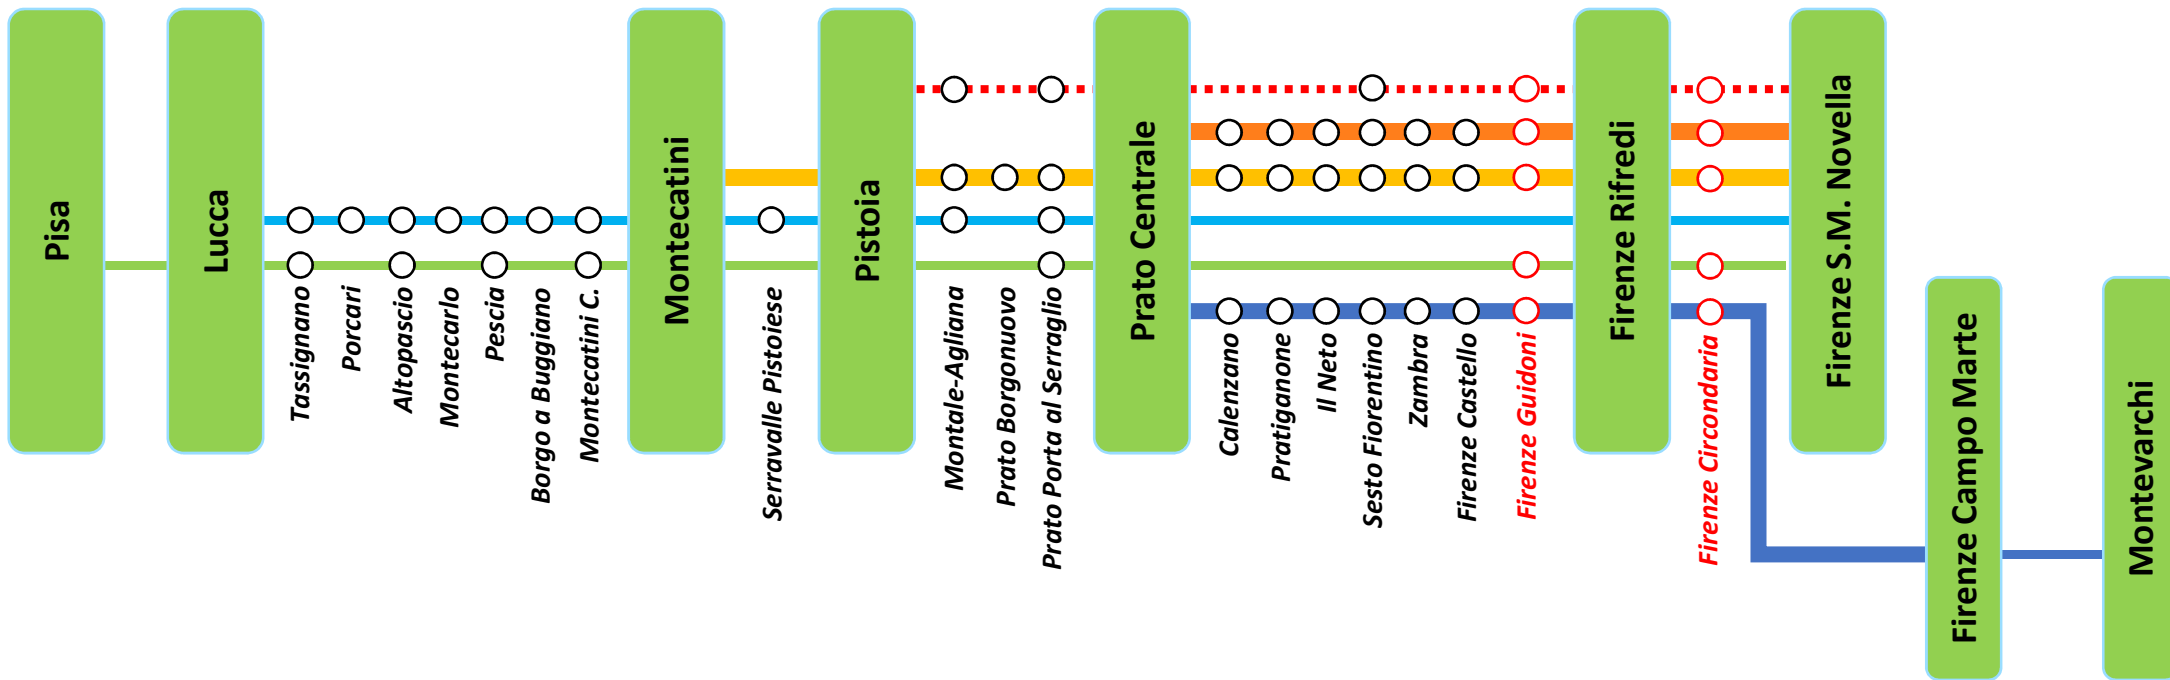 Pisa
Lucca
Tassignano
Porcari
Altopascio
Montecarlo
Pescia
Borgo a Buggiano
Montecatini C.
Montecatini
Serravalle Pistoiese
Pistoia
Montale-Agliana
Prato Borgonuovo
Prato Porta al Serraglio
Prato Centrale
Calenzano
Pratignanone
Il Neto
Sesto Fiorentino
Zambra
Firenze Castello
Firenze Guidoni
Firenze Rifredi
Firenze Circondaria
Firenze S.M. Novella
Firenze Campo Marte
Montevarchi